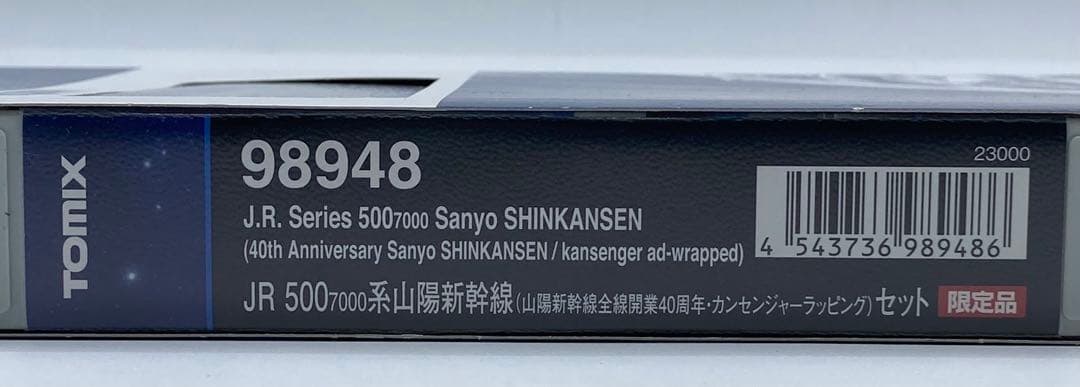 TOMIX
98948
23000
J.R. Series 5007000 Sanyo SHINKANSEN
(40th Anniversary Sanyo SHINKANSEN / kansenger ad-wrapped)
4 543736 989486
JR 5007000系山陽新幹線(山陽新幹線全線開業40周年・カンセンジャーラッピング)セット 限定品